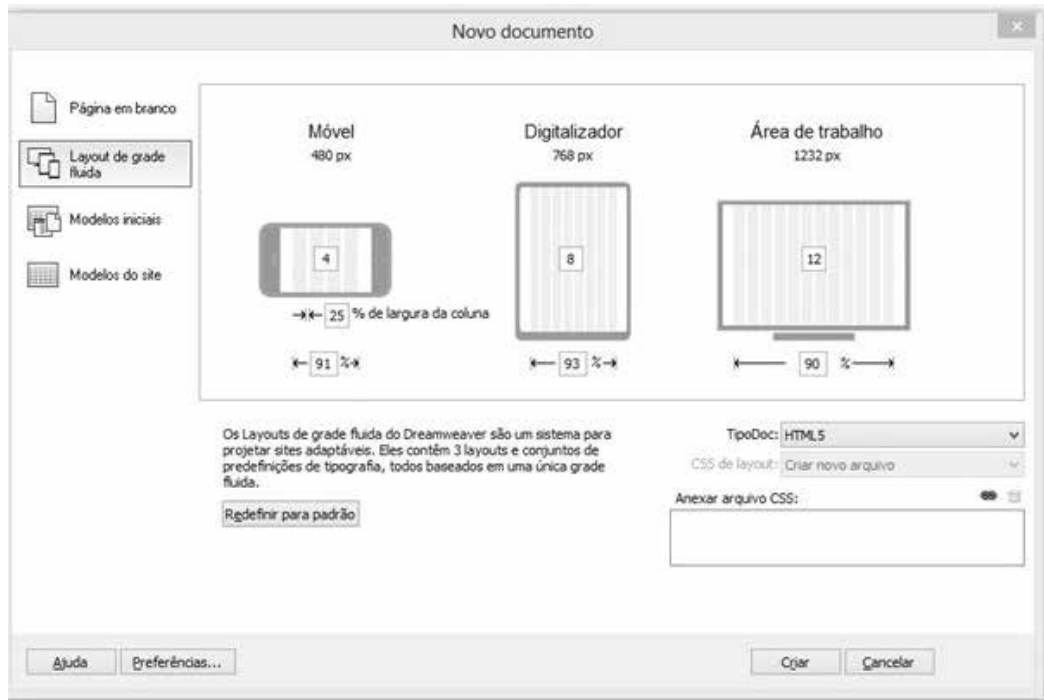 Novo documento
Página em branco
Layout de grade
fluida
Modelos iniciais
Modelos do site
Móvel
480 px
4
25 % de largura da coluna
91 %
Digitalizador
768 px
8
93 %
Área de trabalho
1232 px
12
90 %
Os Layouts de grade fluida do Dreamweaver são um sistema para
projetar sites adaptáveis. Eles contêm 3 layouts e conjuntos de
predefinições de tipografia, todos baseados em uma única grade
fluida.
Redefinir para padrão
TipoDoc: HTML5
CSS de layout: Criar novo arquivo
Anexar arquivo CSS:
Ajuda
Preferências...
Criar
Cancelar